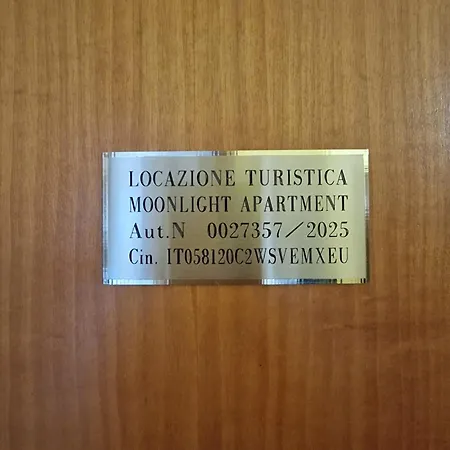 LOCAZIONE TURISTICA
MOONLIGHT APARTMENT
Aut.N 0027357/2025
Cin. IT058120C2WSVEMXEU